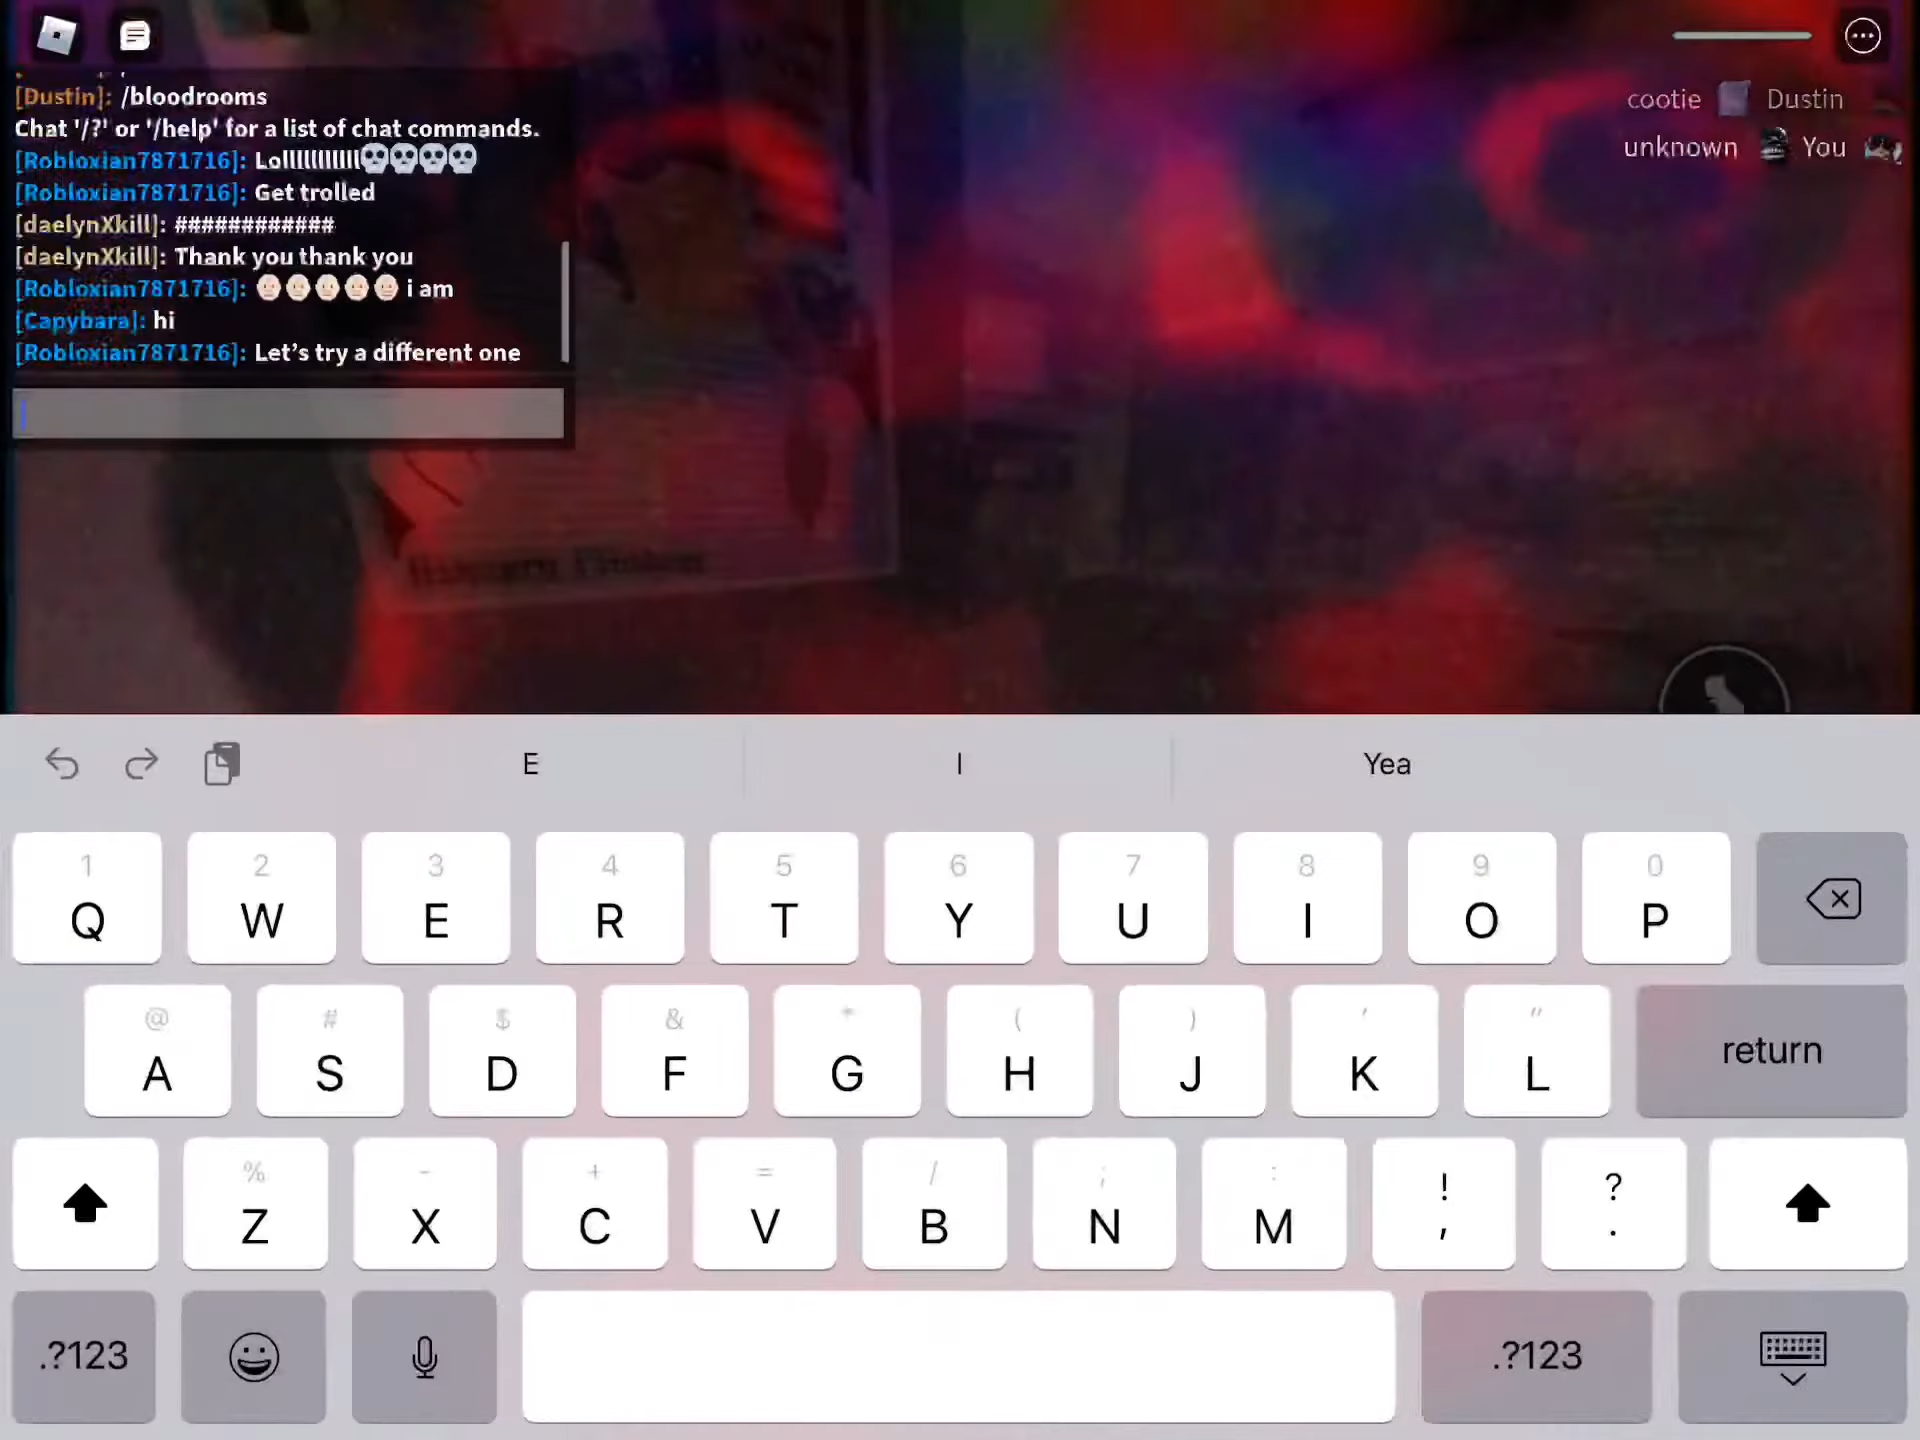 [Dustin]: /bloodrooms
Chat '/?' or '/help' for a list of chat commands.
[Robloxian7871716]: Lolllllllllll💀💀💀💀
[Robloxian7871716]: Get trolled
[daelynXkill]: ############
[daelynXkill]: Thank you thank you
[Robloxian7871716]: 👨🏻‍🦲👨🏻‍🦲👨🏻‍🦲👨🏻‍🦲👨🏻‍🦲 i am
[Capybara]: hi
[Robloxian7871716]: Let’s try a different one
cootie Dustin
unknown You
E I Yea
1 2 3 4 5 6 7 8 9 0
Q W E R T Y U I O P
@ # $ & * ( ) ' "
A S D F G H J K L return
% - + = / ; : ! ?
Z X C V B N M , .
.?123 .?123